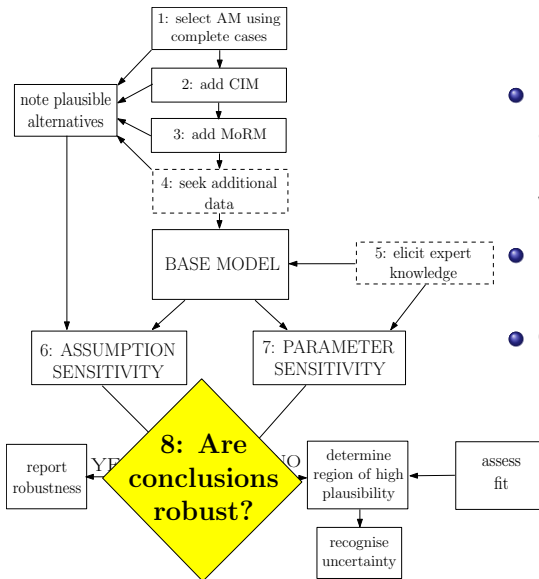 1: select AM using
complete cases
2: add CIM
note plausible
alternatives
3: add MoRM
4: seek additional
data
BASE MODEL
5: elicit expert
knowledge
6: ASSUMPTION
SENSITIVITY
7: PARAMETER
SENSITIVITY
8: Are
conclusions
robust?
YE
NO
report
robustness
determine
region of high
plausibility
assess
fit
recognise
uncertainty